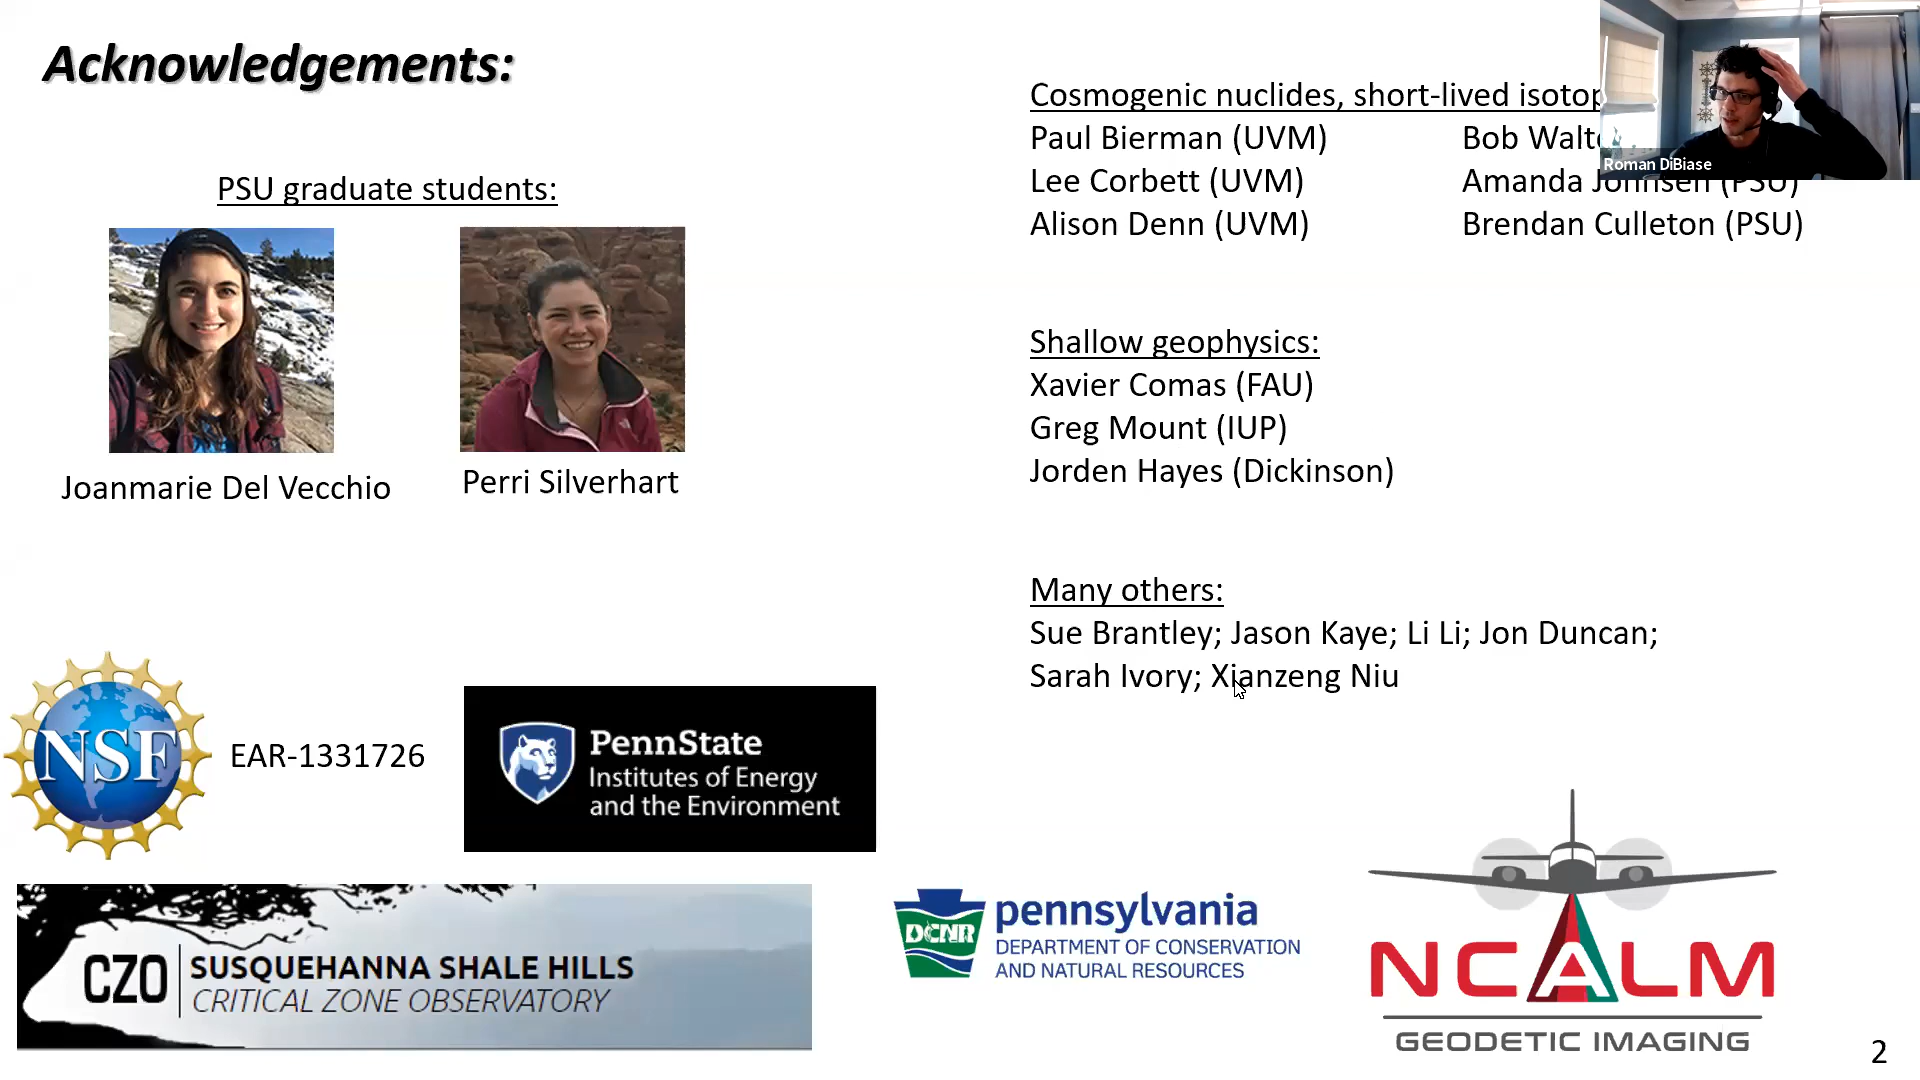 Acknowledgements:
PSU graduate students:
Joanmarie Del Vecchio
Perri Silverhart
Cosmogenic nuclides, short-lived
Paul Bierman (UVM)
Lee Corbett (UVM)
Alison Denn (UVM)
Bob
Amanda Johnsen (PSU)
Brendan Culleton (PSU)
Roman DiBiase
Shallow geophysics:
Xavier Comas (FAU)
Greg Mount (IUP)
Jorden Hayes (Dickinson)
Many others:
Sue Brantley; Jason Kaye; Li Li; Jon Duncan;
Sarah Ivory; Xianzeng Niu
NSF
EAR-1331726
PennState
Institutes of Energy
and the Environment
CZO
SUSQUEHANNA SHALE HILLS
CRITICAL ZONE OBSERVATORY
DCNR
pennsylvania
DEPARTMENT OF CONSERVATION
AND NATURAL RESOURCES
NCALM
GEODETIC IMAGING
2